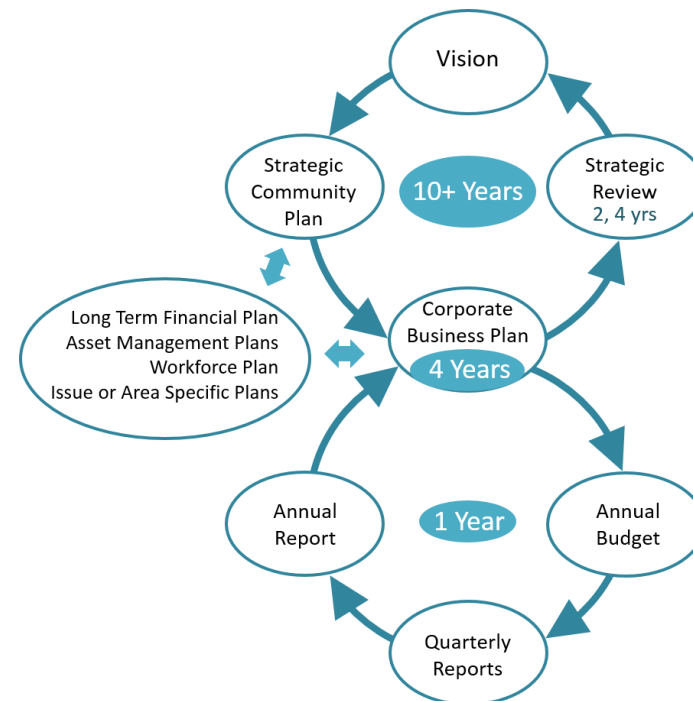 Vision
Strategic
Community
Plan
10+ Years
Strategic
Review
2, 4 yrs
Long Term Financial Plan
Asset Management Plans
Workforce Plan
Issue or Area Specific Plans
Corporate
Business Plan
4 Years
Annual
Report
1 Year
Annual
Budget
Quarterly
Reports